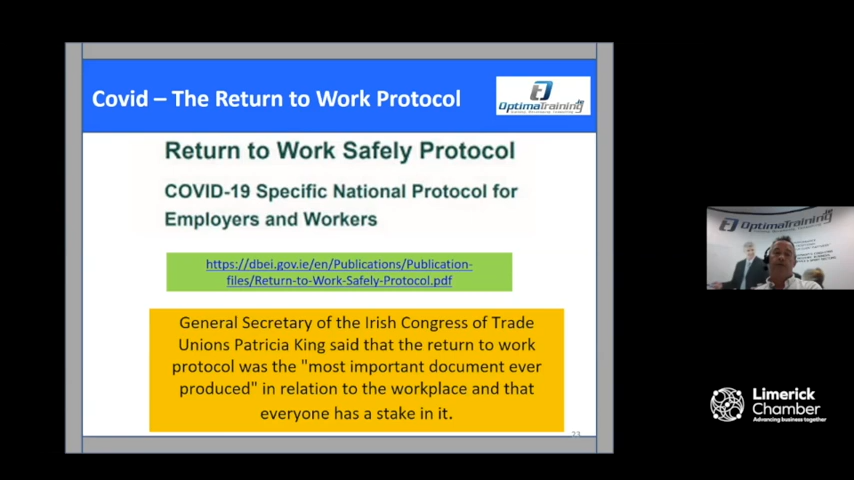 Covid – The Return to Work Protocol
OptimaTraining
Return to Work Safely Protocol
COVID-19 Specific National Protocol for
Employers and Workers
https://dbei.gov.ie/en/Publications/Publication-
files/Return-to-Work-Safely-Protocol.pdf
General Secretary of the Irish Congress of Trade
Unions Patricia King said that the return to work
protocol was the "most important document ever
produced" in relation to the workplace and that
everyone has a stake in it.
23
OptimaTraining
Limerick
Chamber
Advancing business together